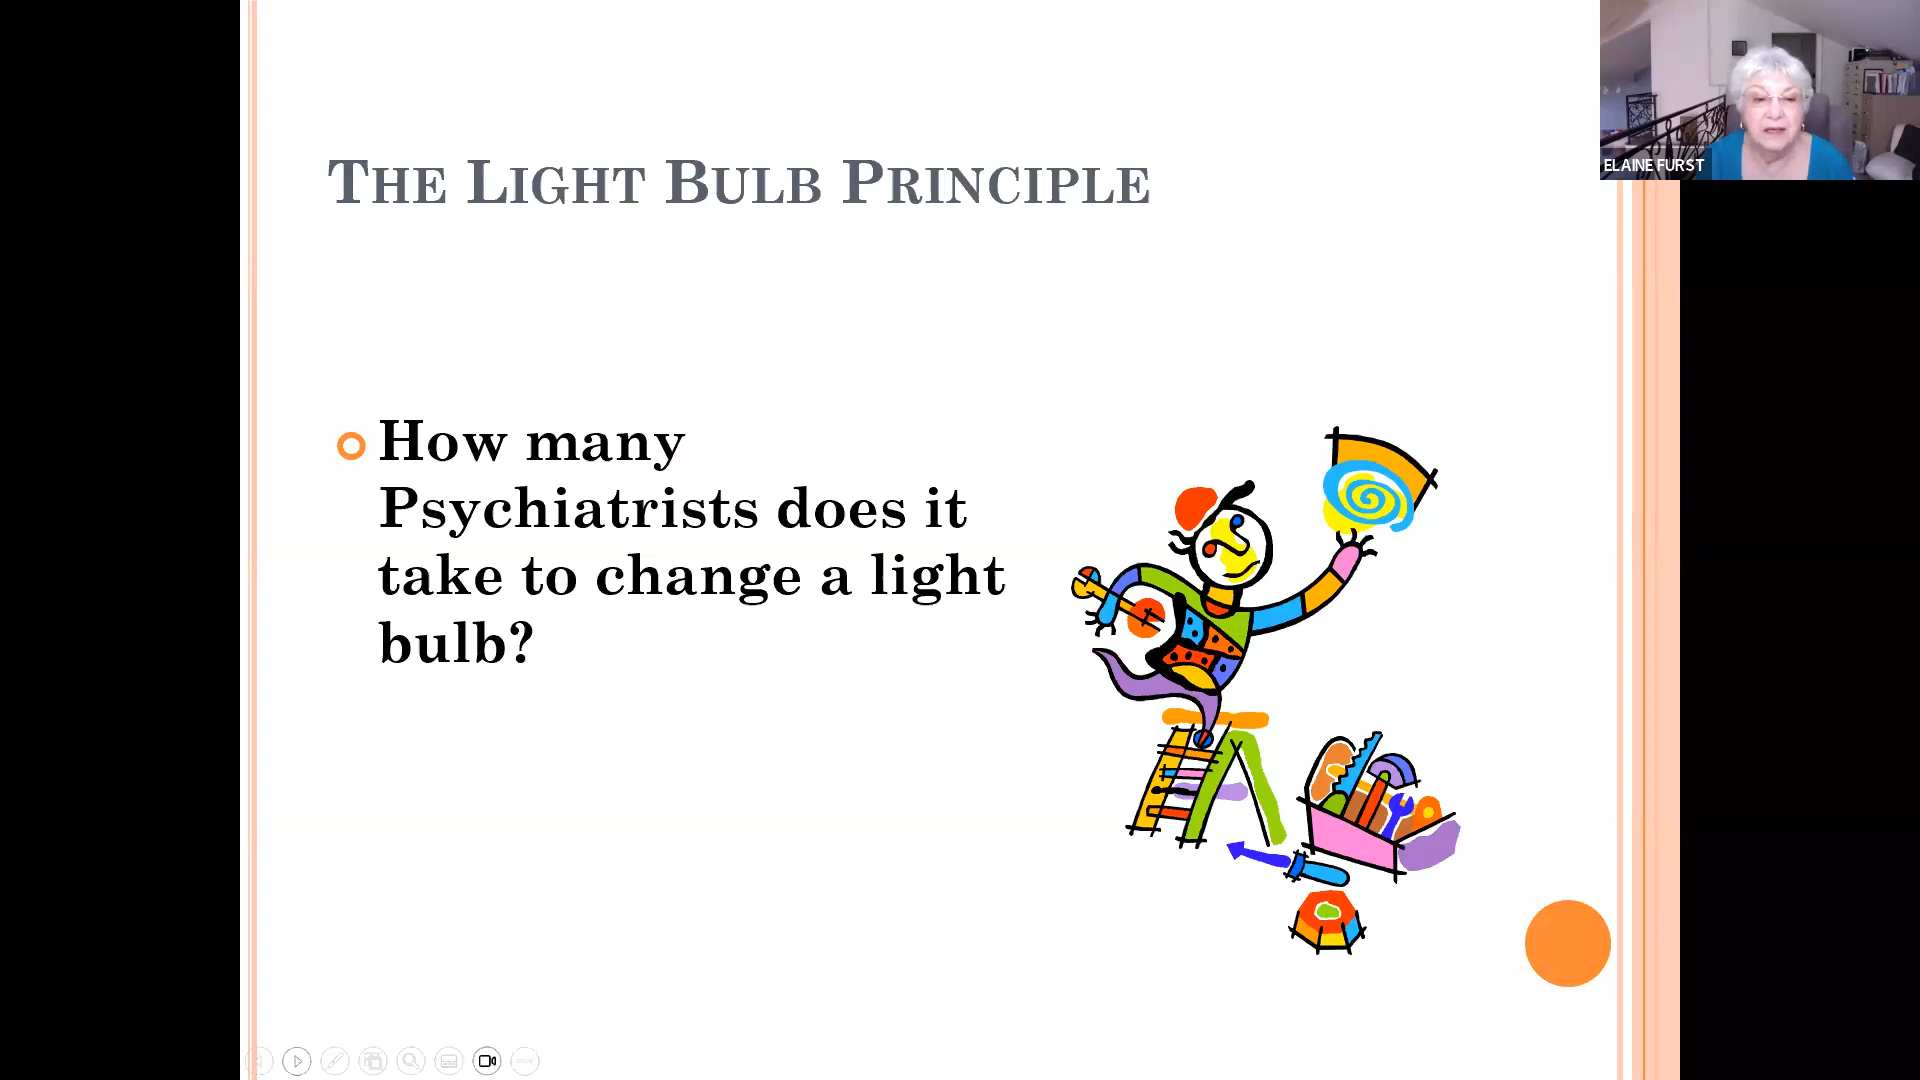 THE LIGHT BULB PRINCIPLE
How many
Psychiatrists does it
take to change a light
bulb?
ELAINE FURST